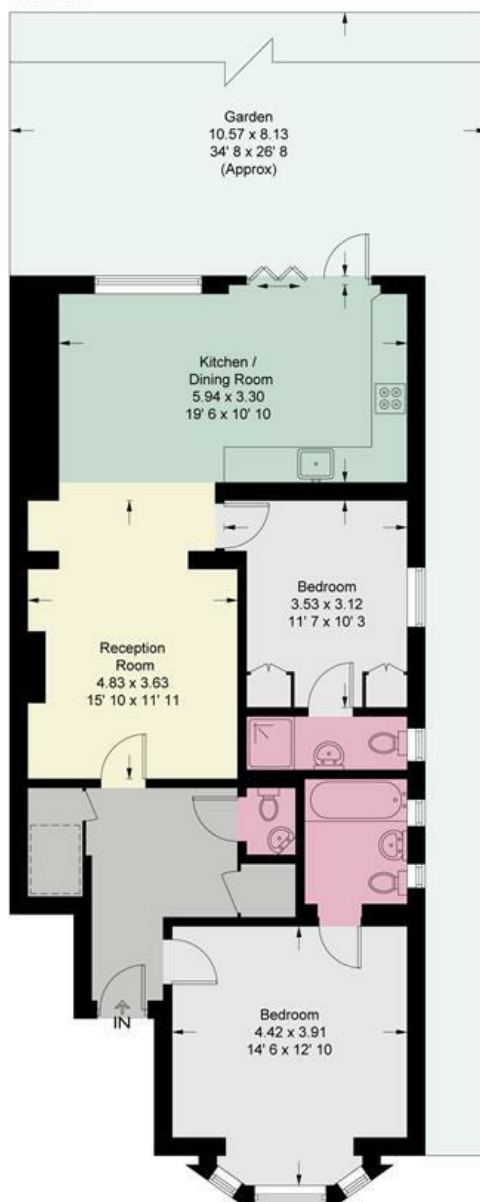 Garden
10.57 x 8.13
34' 8 x 26' 8
(Approx)
Kitchen /
Dining Room
5.94 x 3.30
19' 6 x 10' 10
Bedroom
3.53 x 3.12
11' 7 x 10' 3
Reception
Room
4.83 x 3.63
15' 10 x 11' 11
IN
Bedroom
4.42 x 3.91
14' 6 x 12' 10